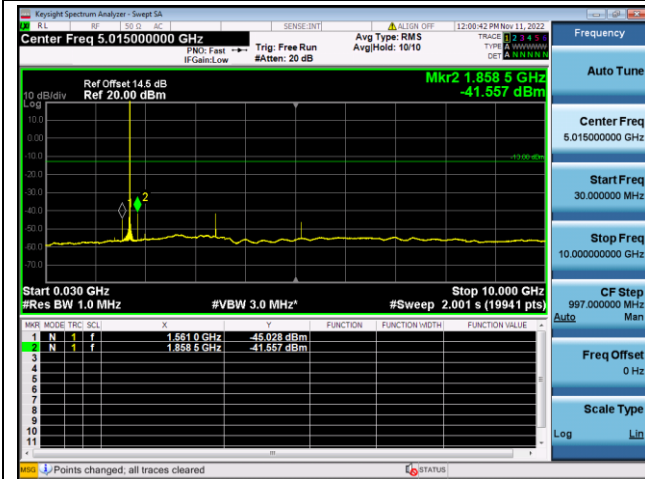 Keysight Spectrum Analyzer - Swept SA
RL RF 50 Ω AC SENSE:INT ALIGN OFF 12:00:42 PM Nov 11, 2022
Center Freq 5.015000000 GHz
PNO: Fast
IFGain:Low
Trig: Free Run
#Atten: 20 dB
Avg Type: RMS
Avg|Hold: 10/10
TRACE 1 2 3 4 5 6
TYPE A WWWWW
DET A N N N N N
Frequency
Auto Tune
Center Freq
5.015000000 GHz
Start Freq
30.000000 MHz
Stop Freq
10.000000000 GHz
CF Step
997.000000 MHz
Auto Man
Freq Offset
0 Hz
Scale Type
Log Lin
Mkr2 1.858 5 GHz
-41.557 dBm
Ref Offset 14.5 dB
10 dB/div Ref 20.00 dBm
Log
10.0
0.00
-10.0
-20.0
-30.0
-40.0
-50.0
-60.0
-70.0
-13.00 dBm
1
2
Start 0.030 GHz Stop 10.000 GHz
#Res BW 1.0 MHz #VBW 3.0 MHz* #Sweep 2.001 s (19941 pts)
MKR MODE TRC SCL X Y FUNCTION FUNCTION WIDTH FUNCTION VALUE
1 N 1 f 1.561 0 GHz -45.028 dBm
2 N 1 f 1.858 5 GHz -41.557 dBm
3
4
5
6
7
8
9
10
11
MSG Points changed; all traces cleared STATUS